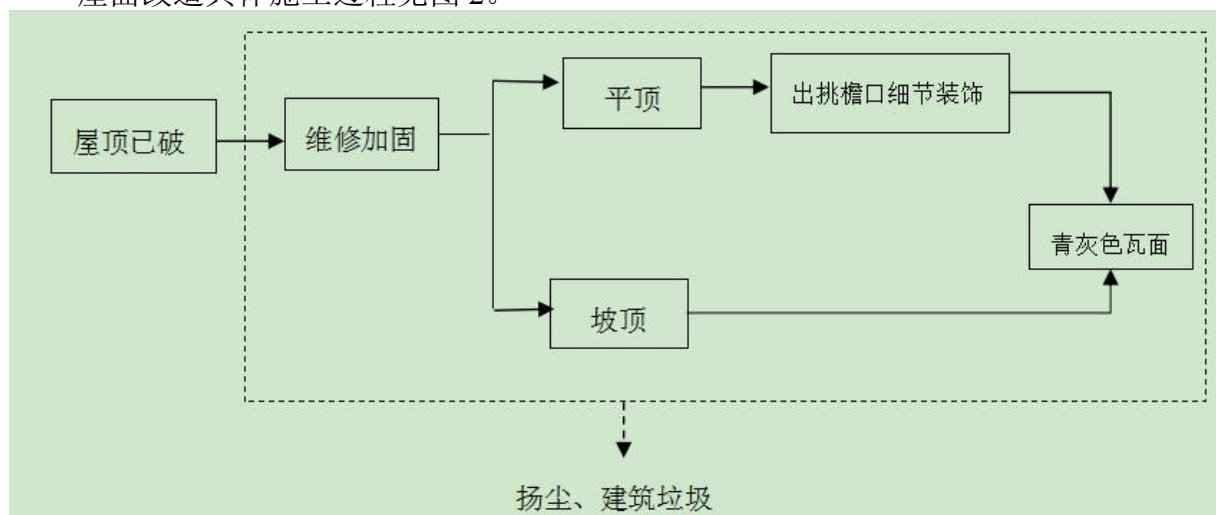 屋面改造具体施工过程见图 2。
平顶
出挑檐口细节装饰
屋顶已破
维修加固
青灰色瓦面
坡顶
扬尘、建筑垃圾